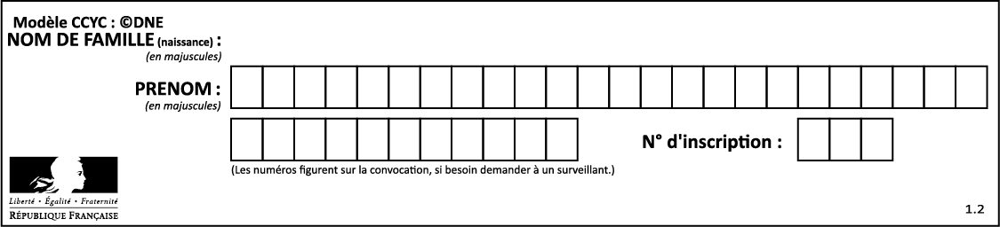 Modèle CCYC : ©DNE
NOM DE FAMILLE (naissance) :
(en majuscules)
PRENOM :
(en majuscules)
N° d'inscription :
(Les numéros figurent sur la convocation, si besoin demander à un surveillant.)
Liberté • Égalité • Fraternité
RÉPUBLIQUE FRANÇAISE
1.2